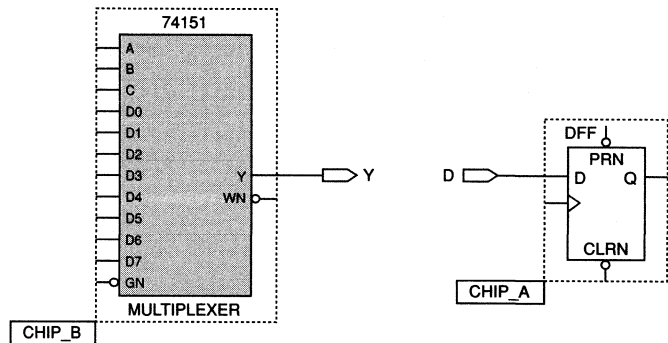 74151
A
B
C
D0
D1
D2
D3
D4
D5
D6
D7
GN
Y
WN
MULTIPLEXER
CHIP_B
Y
D
DFF
PRN
D
Q
CLRN
CHIP_A